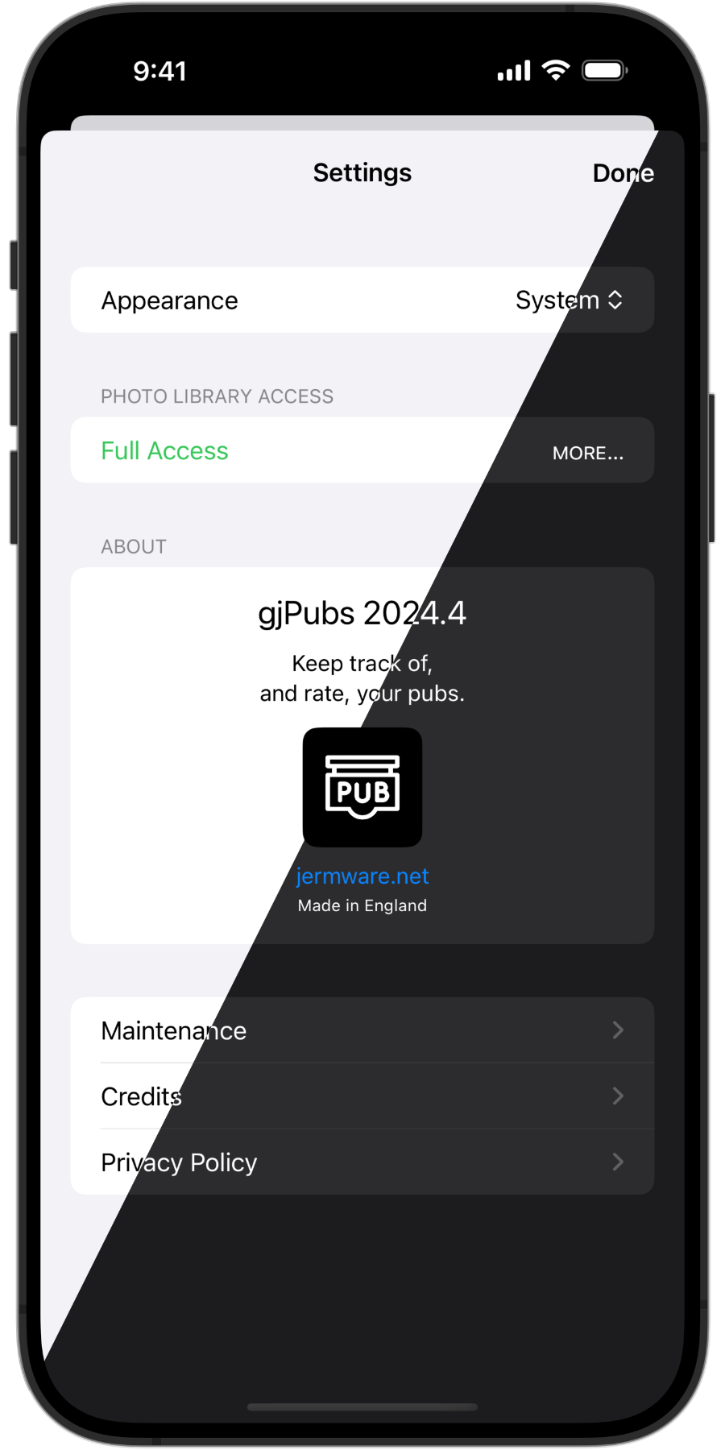 9:41
Settings
Done
Appearance
System
PHOTO LIBRARY ACCESS
Full Access
MORE...
ABOUT
gjPubs 2024.4
Keep track of,
and rate, your pubs.
PUB
jermware.net
Made in England
Maintenance
Credits
Privacy Policy